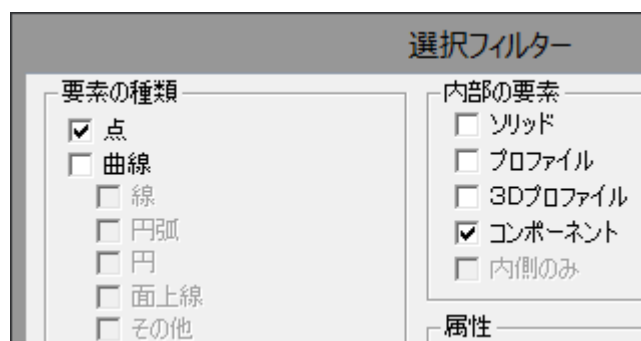 選択フィルター
要素の種類
点
曲線
線
円弧
円
面上線
その他
内部の要素
ソリッド
プロファイル
3Dプロファイル
コンポーネント
内側のみ
属性